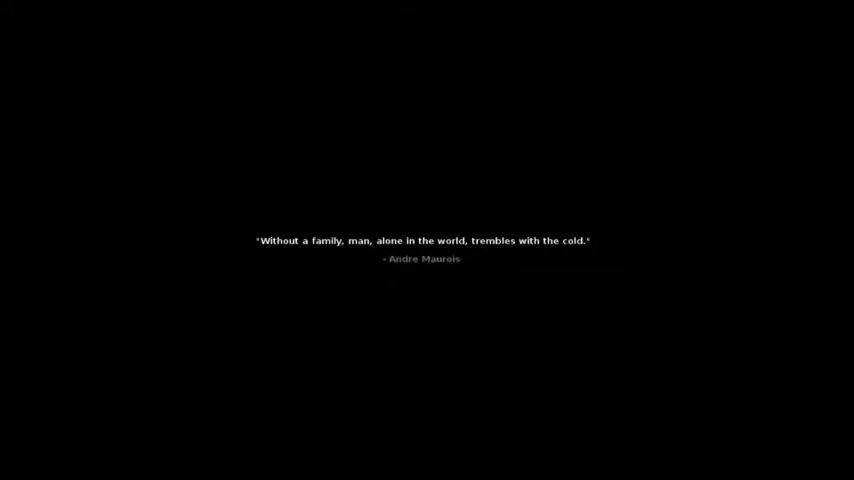 "Without a family, man, alone in the world, trembles with the cold."
- Andre Maurois